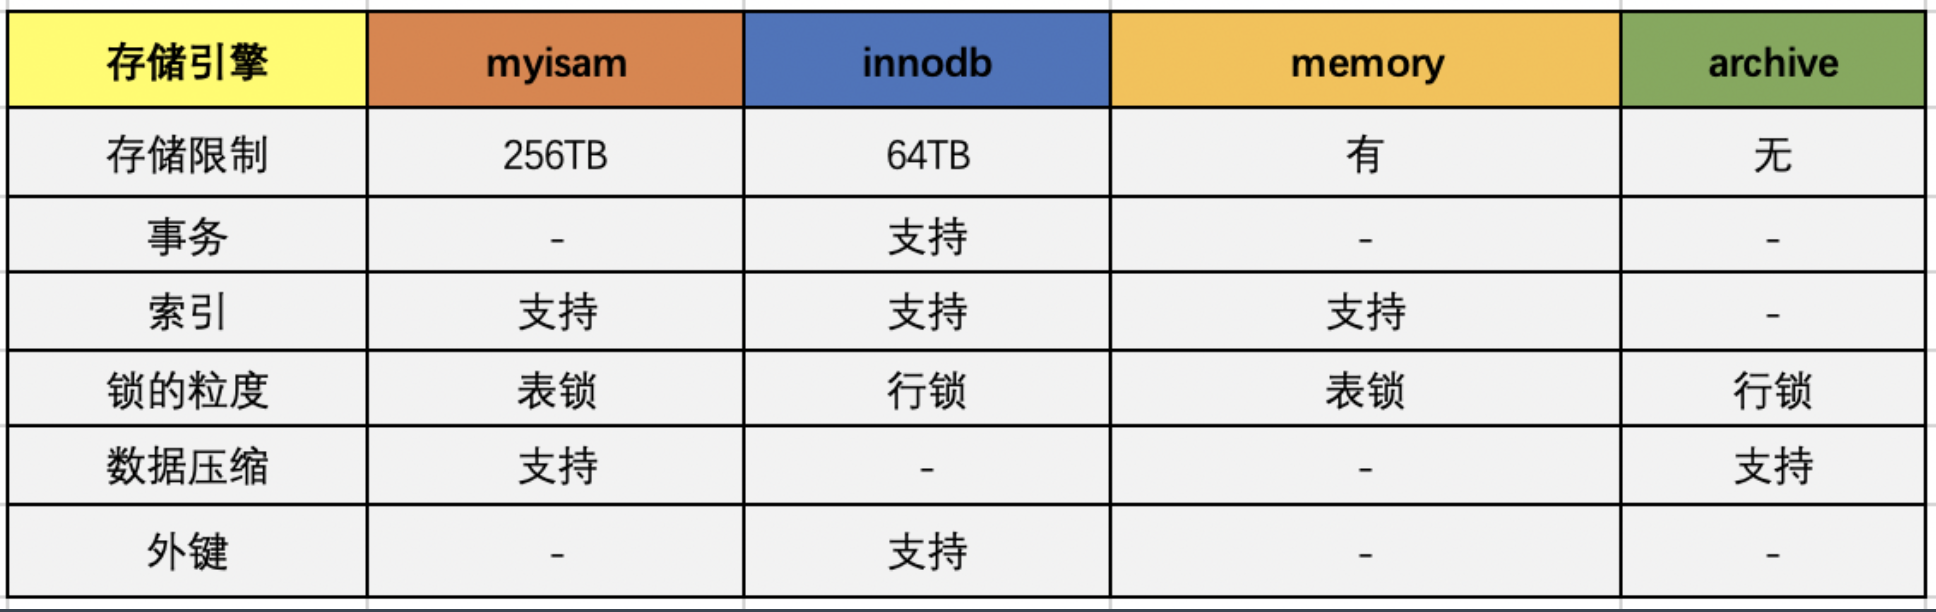 存储引擎 myisam innodb memory archive
存储限制 256TB 64TB 有 无
事务 - 支持 - -
索引 支持 支持 支持 -
锁的粒度 表锁 行锁 表锁 行锁
数据压缩 支持 - - 支持
外键 - 支持 - -